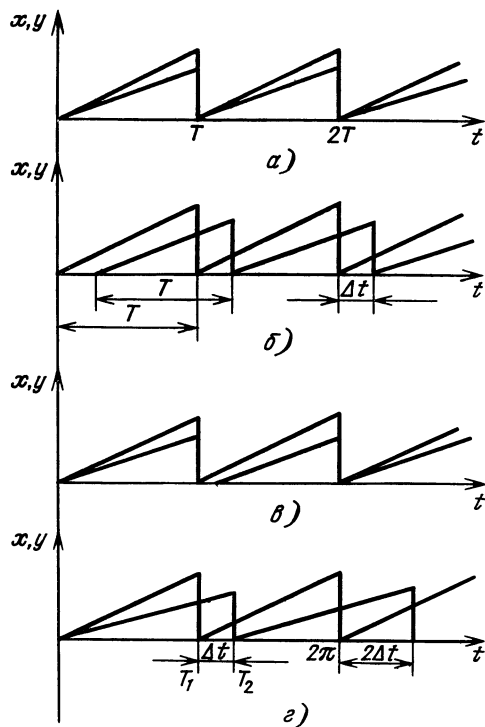 x,y
T 2T t
а)
x,y
T Δt t
T
б)
x,y
t
в)
x,y
Δt 2π 2Δt t
T₁ T₂
г)